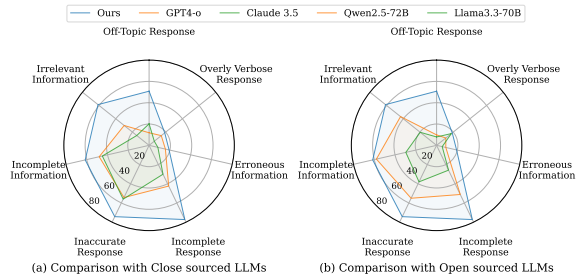 Ours GPT4-o Claude 3.5 Qwen2.5-72B Llama3.3-70B
Off-Topic Response
Irrelevant
Information
Overly Verbose
Response
Incomplete
Information
Erroneous
Information
Inaccurate
Response
Incomplete
Response
20
40
60
80
(a) Comparison with Close sourced LLMs
Off-Topic Response
Irrelevant
Information
Overly Verbose
Response
Incomplete
Information
Erroneous
Information
Inaccurate
Response
Incomplete
Response
20
40
60
80
(b) Comparison with Open sourced LLMs